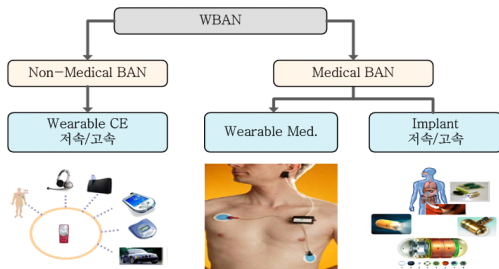 WBAN
Non-Medical BAN
Medical BAN
Wearable CE
저속/고속
Wearable Med.
Implant
저속/고속